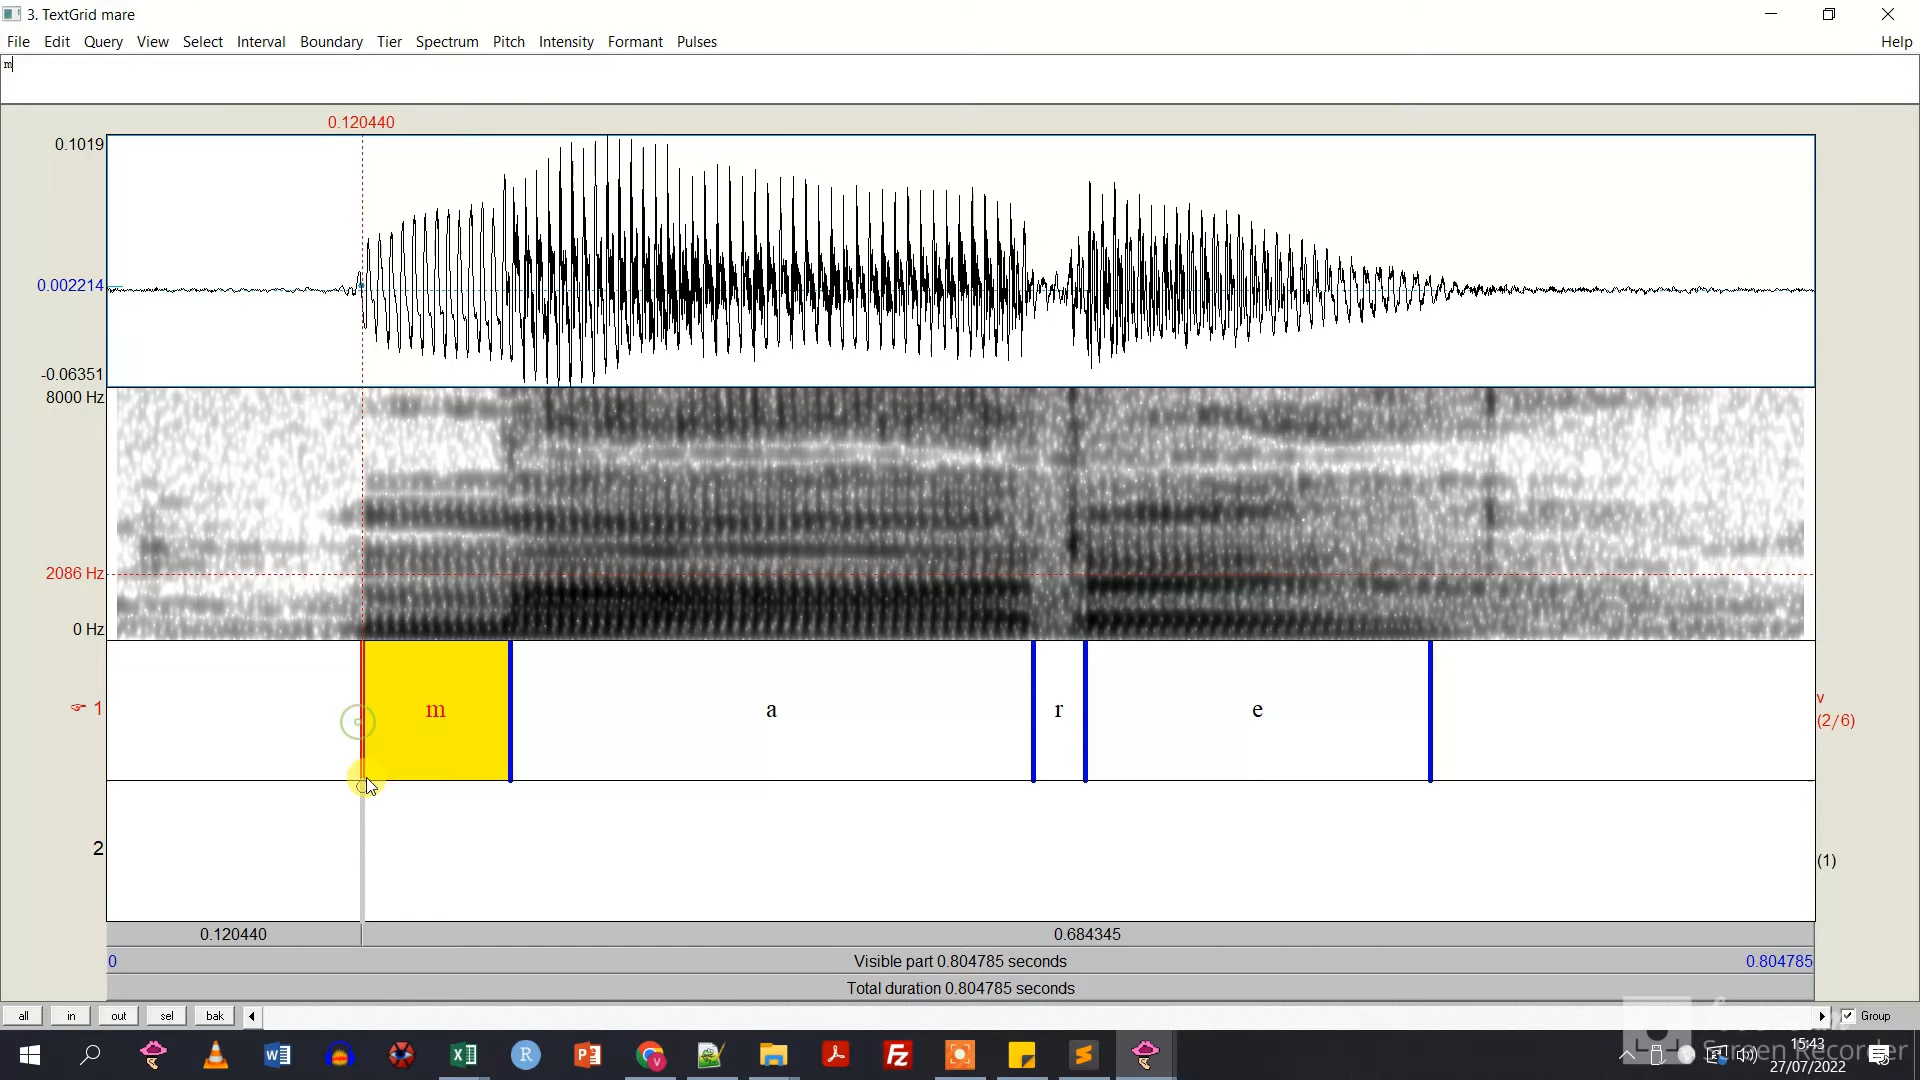 3. TextGrid mare
File Edit Query View Select Interval Boundary Tier Spectrum Pitch Intensity Formant Pulses Help
m
0.120440
0.1019
0.002214
-0.06351
8000 Hz
2086 Hz
0 Hz
☞ 1 m a r e v
(2/6)
2 (1)
0.120440 0.684345
0 Visible part 0.804785 seconds 0.804785
Total duration 0.804785 seconds
all in out sel bak Group
15:43
Screen Recorder
27/07/2022